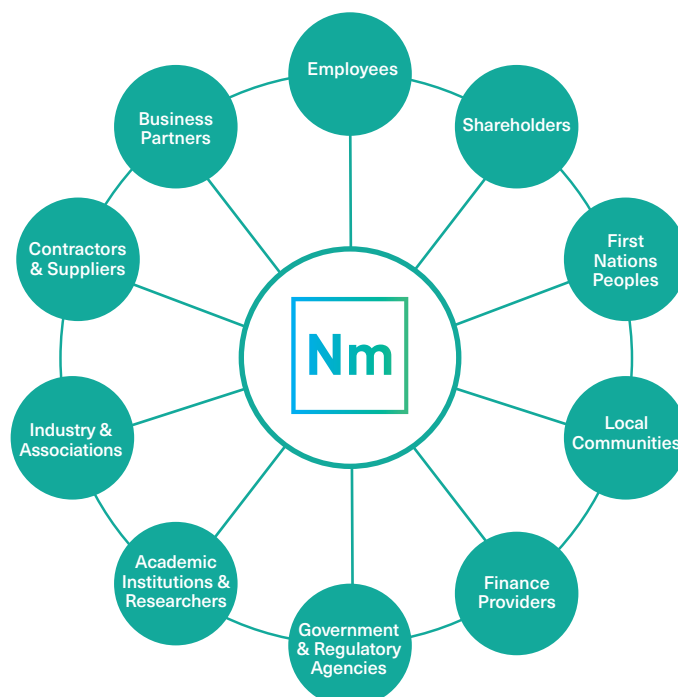 Employees
Shareholders
First
Nations
Peoples
Local
Communities
Finance
Providers
Government
& Regulatory
Agencies
Academic
Institutions &
Researchers
Industry &
Associations
Contractors
& Suppliers
Business
Partners
Nm